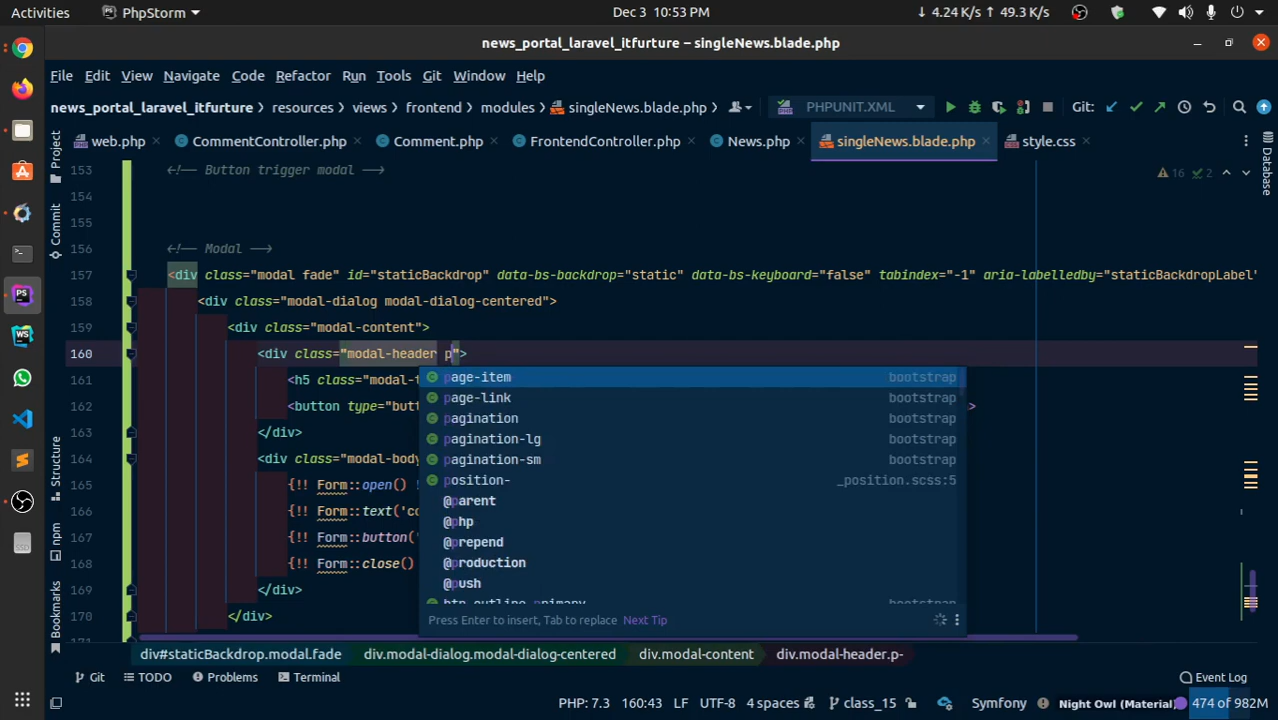 Activities PhpStorm Dec 3 10:53 PM ↓ 4.24 K/s ↑ 49.3 K/s
news_portal_laravel_itfurture – singleNews.blade.php
File Edit View Navigate Code Refactor Run Tools Git Window Help
news_portal_laravel_itfurture resources views frontend modules singleNews.blade.php PHPUNIT.XML Git:
web.php CommentController.php Comment.php FrontendController.php News.php singleNews.blade.php style.css
Project
Commit
Structure
npm
Bookmarks
Database
16 2
153 <!-- Button trigger modal -->
154
155
156 <!-- Modal -->
157 <div class="modal fade" id="staticBackdrop" data-bs-backdrop="static" data-bs-keyboard="false" tabindex="-1" aria-labelledby="staticBackdropLabel"
158 <div class="modal-dialog modal-dialog-centered">
159 <div class="modal-content">
160 <div class="modal-header p">
161 <h5 class="modal-t
162 <button type="butt >
163 </div>
164 <div class="modal-body
165 {!! Form::open() !
166 {!! Form::text('co
167 {!! Form::button('
168 {!! Form::close()
169 </div>
170 </div>
page-item bootstrap
page-link bootstrap
pagination bootstrap
pagination-lg bootstrap
pagination-sm bootstrap
position- _position.scss:5
@parent
@php
@prepend
@production
@push
btn-outline-primary bootstrap
Press Enter to insert, Tab to replace Next Tip
div#staticBackdrop.modal.fade div.modal-dialog.modal-dialog-centered div.modal-content div.modal-header.p-
Git TODO Problems Terminal Event Log
PHP: 7.3 160:43 LF UTF-8 4 spaces class_15 Symfony Night Owl (Material) 474 of 982M